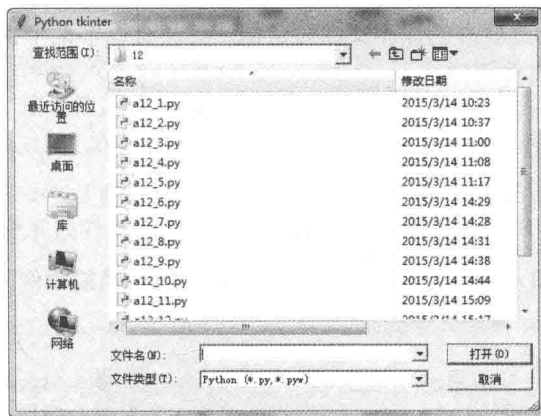 Python tkinter
查找范围(I): 12
名称 修改日期
最近访问的位置
桌面
库
计算机
网络
a12_1.py 2015/3/14 10:23
a12_2.py 2015/3/14 10:37
a12_3.py 2015/3/14 11:00
a12_4.py 2015/3/14 11:08
a12_5.py 2015/3/14 11:17
a12_6.py 2015/3/14 14:29
a12_7.py 2015/3/14 14:28
a12_8.py 2015/3/14 14:31
a12_9.py 2015/3/14 14:38
a12_10.py 2015/3/14 14:44
a12_11.py 2015/3/14 15:09
文件名(N): 打开(O)
文件类型(T): Python (*.py,*.pyw) 取消